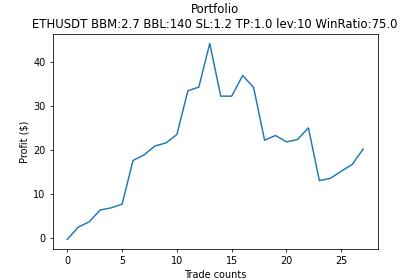 Portfolio
ETHUSDT BBM:2.7 BBL:140 SL:1.2 TP:1.0 lev:10 WinRatio:75.0
Profit ($)
40
30
20
10
0
0 5 10 15 20 25
Trade counts